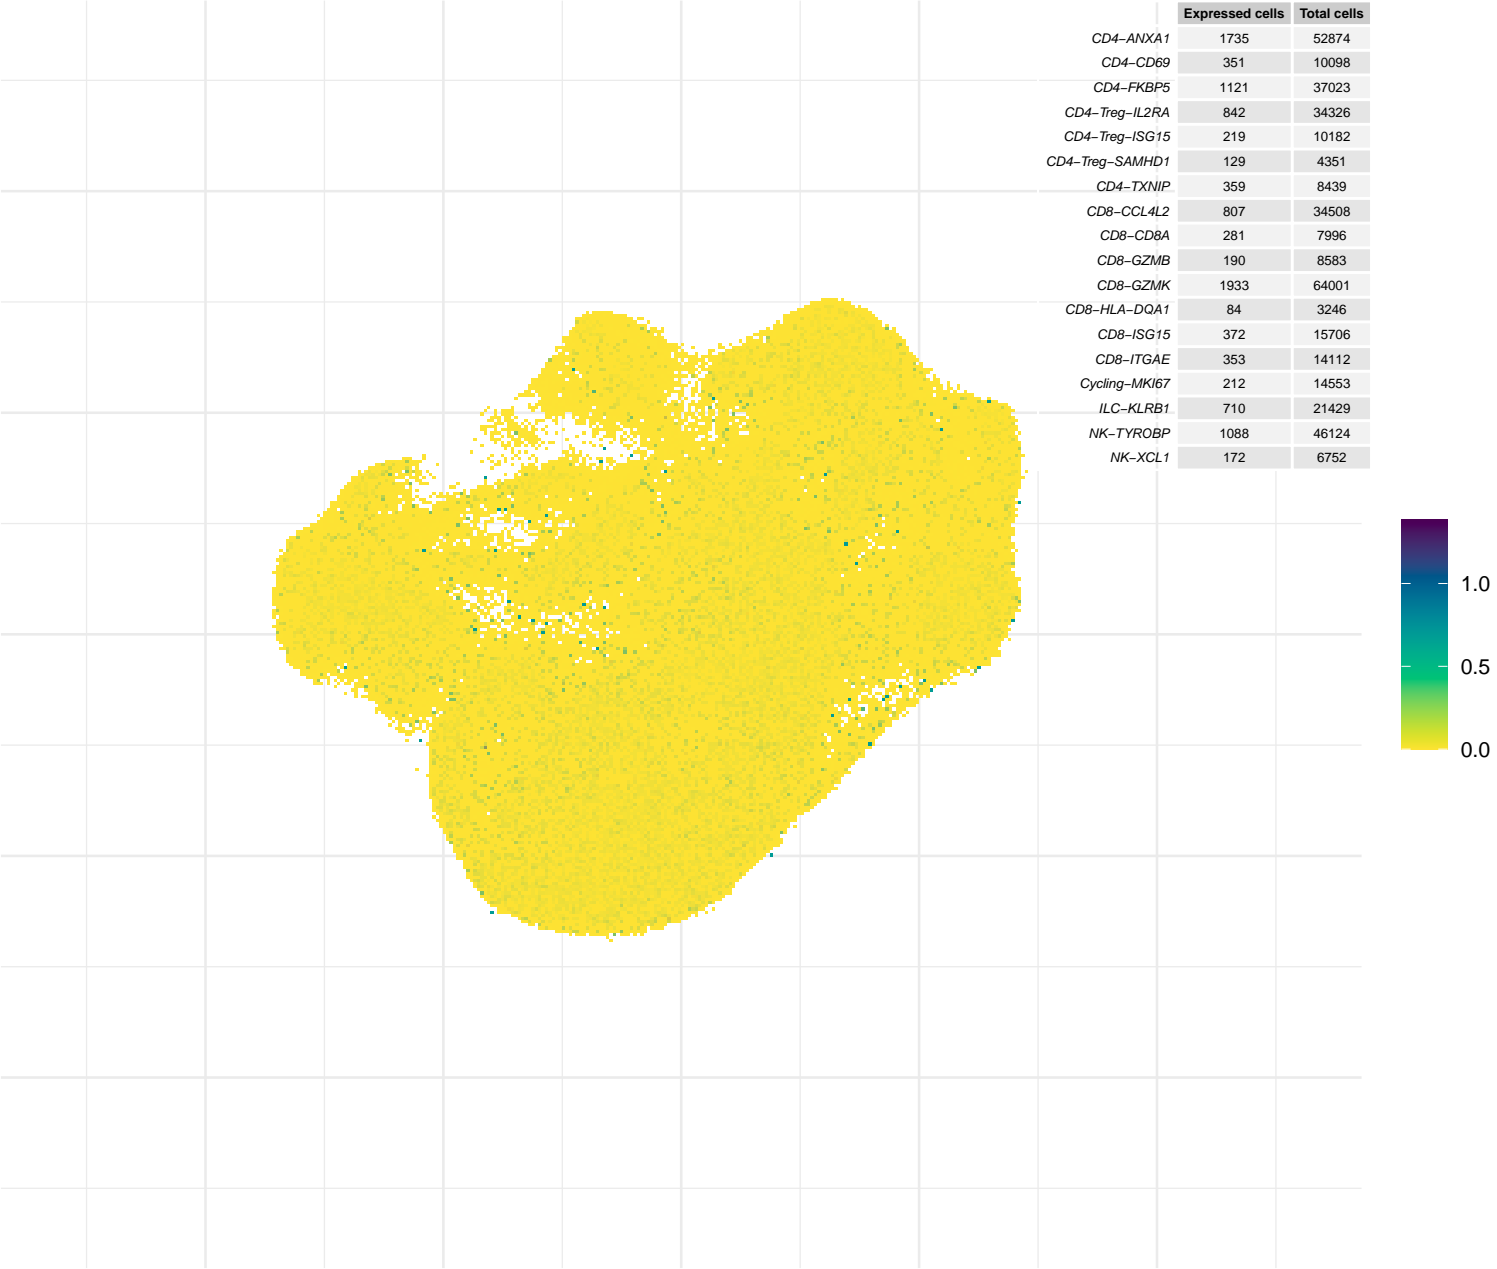 Expressed cells Total cells
CD4−ANXA1 1735 52874
CD4−CD69 351 10098
CD4−FKBP5 1121 37023
CD4−Treg−IL2RA 842 34326
CD4−Treg−ISG15 219 10182
CD4−Treg−SAMHD1 129 4351
CD4−TXNIP 359 8439
CD8−CCL4L2 807 34508
CD8−CD8A 281 7996
CD8−GZMB 190 8583
CD8−GZMK 1933 64001
CD8−HLA−DQA1 84 3246
CD8−ISG15 372 15706
CD8−ITGAE 353 14112
Cycling−MKI67 212 14553
ILC−KLRB1 710 21429
NK−TYROBP 1088 46124
NK−XCL1 172 6752
1.0
0.5
0.0